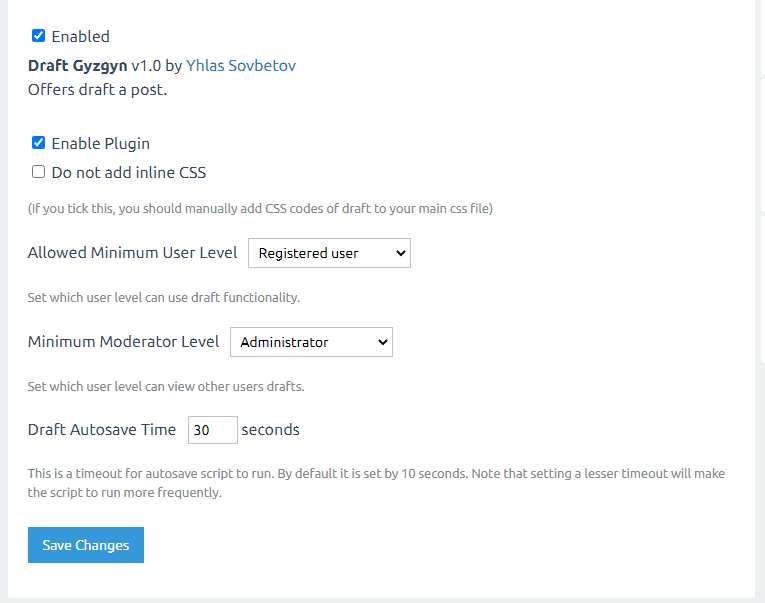 Enabled
Draft Gyzgyn v1.0 by Yhlas Sovbetov
Offers draft a post.
Enable Plugin
Do not add inline CSS
(If you tick this, you should manually add CSS codes of draft to your main css file)
Allowed Minimum User Level Registered user
Set which user level can use draft functionality.
Minimum Moderator Level Administrator
Set which user level can view other users drafts.
Draft Autosave Time 30 seconds
This is a timeout for autosave script to run. By default it is set by 10 seconds. Note that setting a lesser timeout will make
the script to run more frequently.
Save Changes